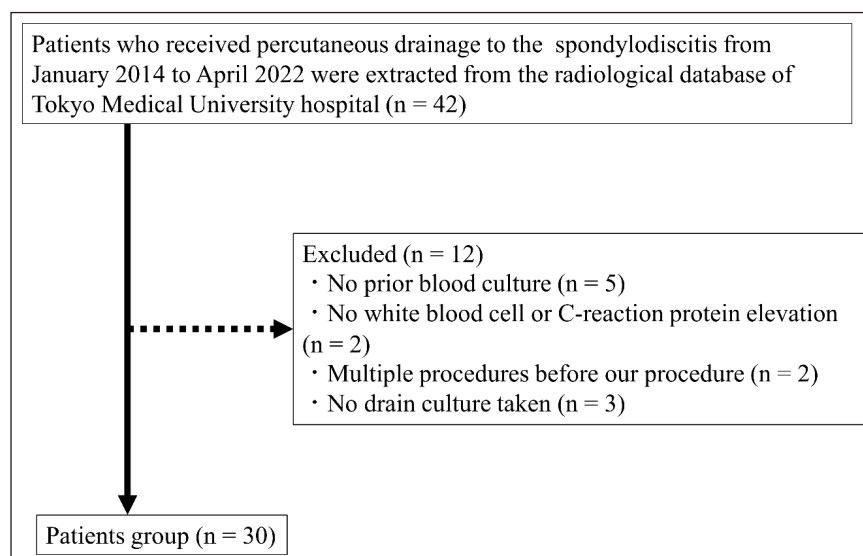 Patients who received percutaneous drainage to the spondylodiscitis from
January 2014 to April 2022 were extracted from the radiological database of
Tokyo Medical University hospital (n = 42)
Excluded (n = 12)
・No prior blood culture (n = 5)
・No white blood cell or C-reaction protein elevation
(n = 2)
・Multiple procedures before our procedure (n = 2)
・No drain culture taken (n = 3)
Patients group (n = 30)